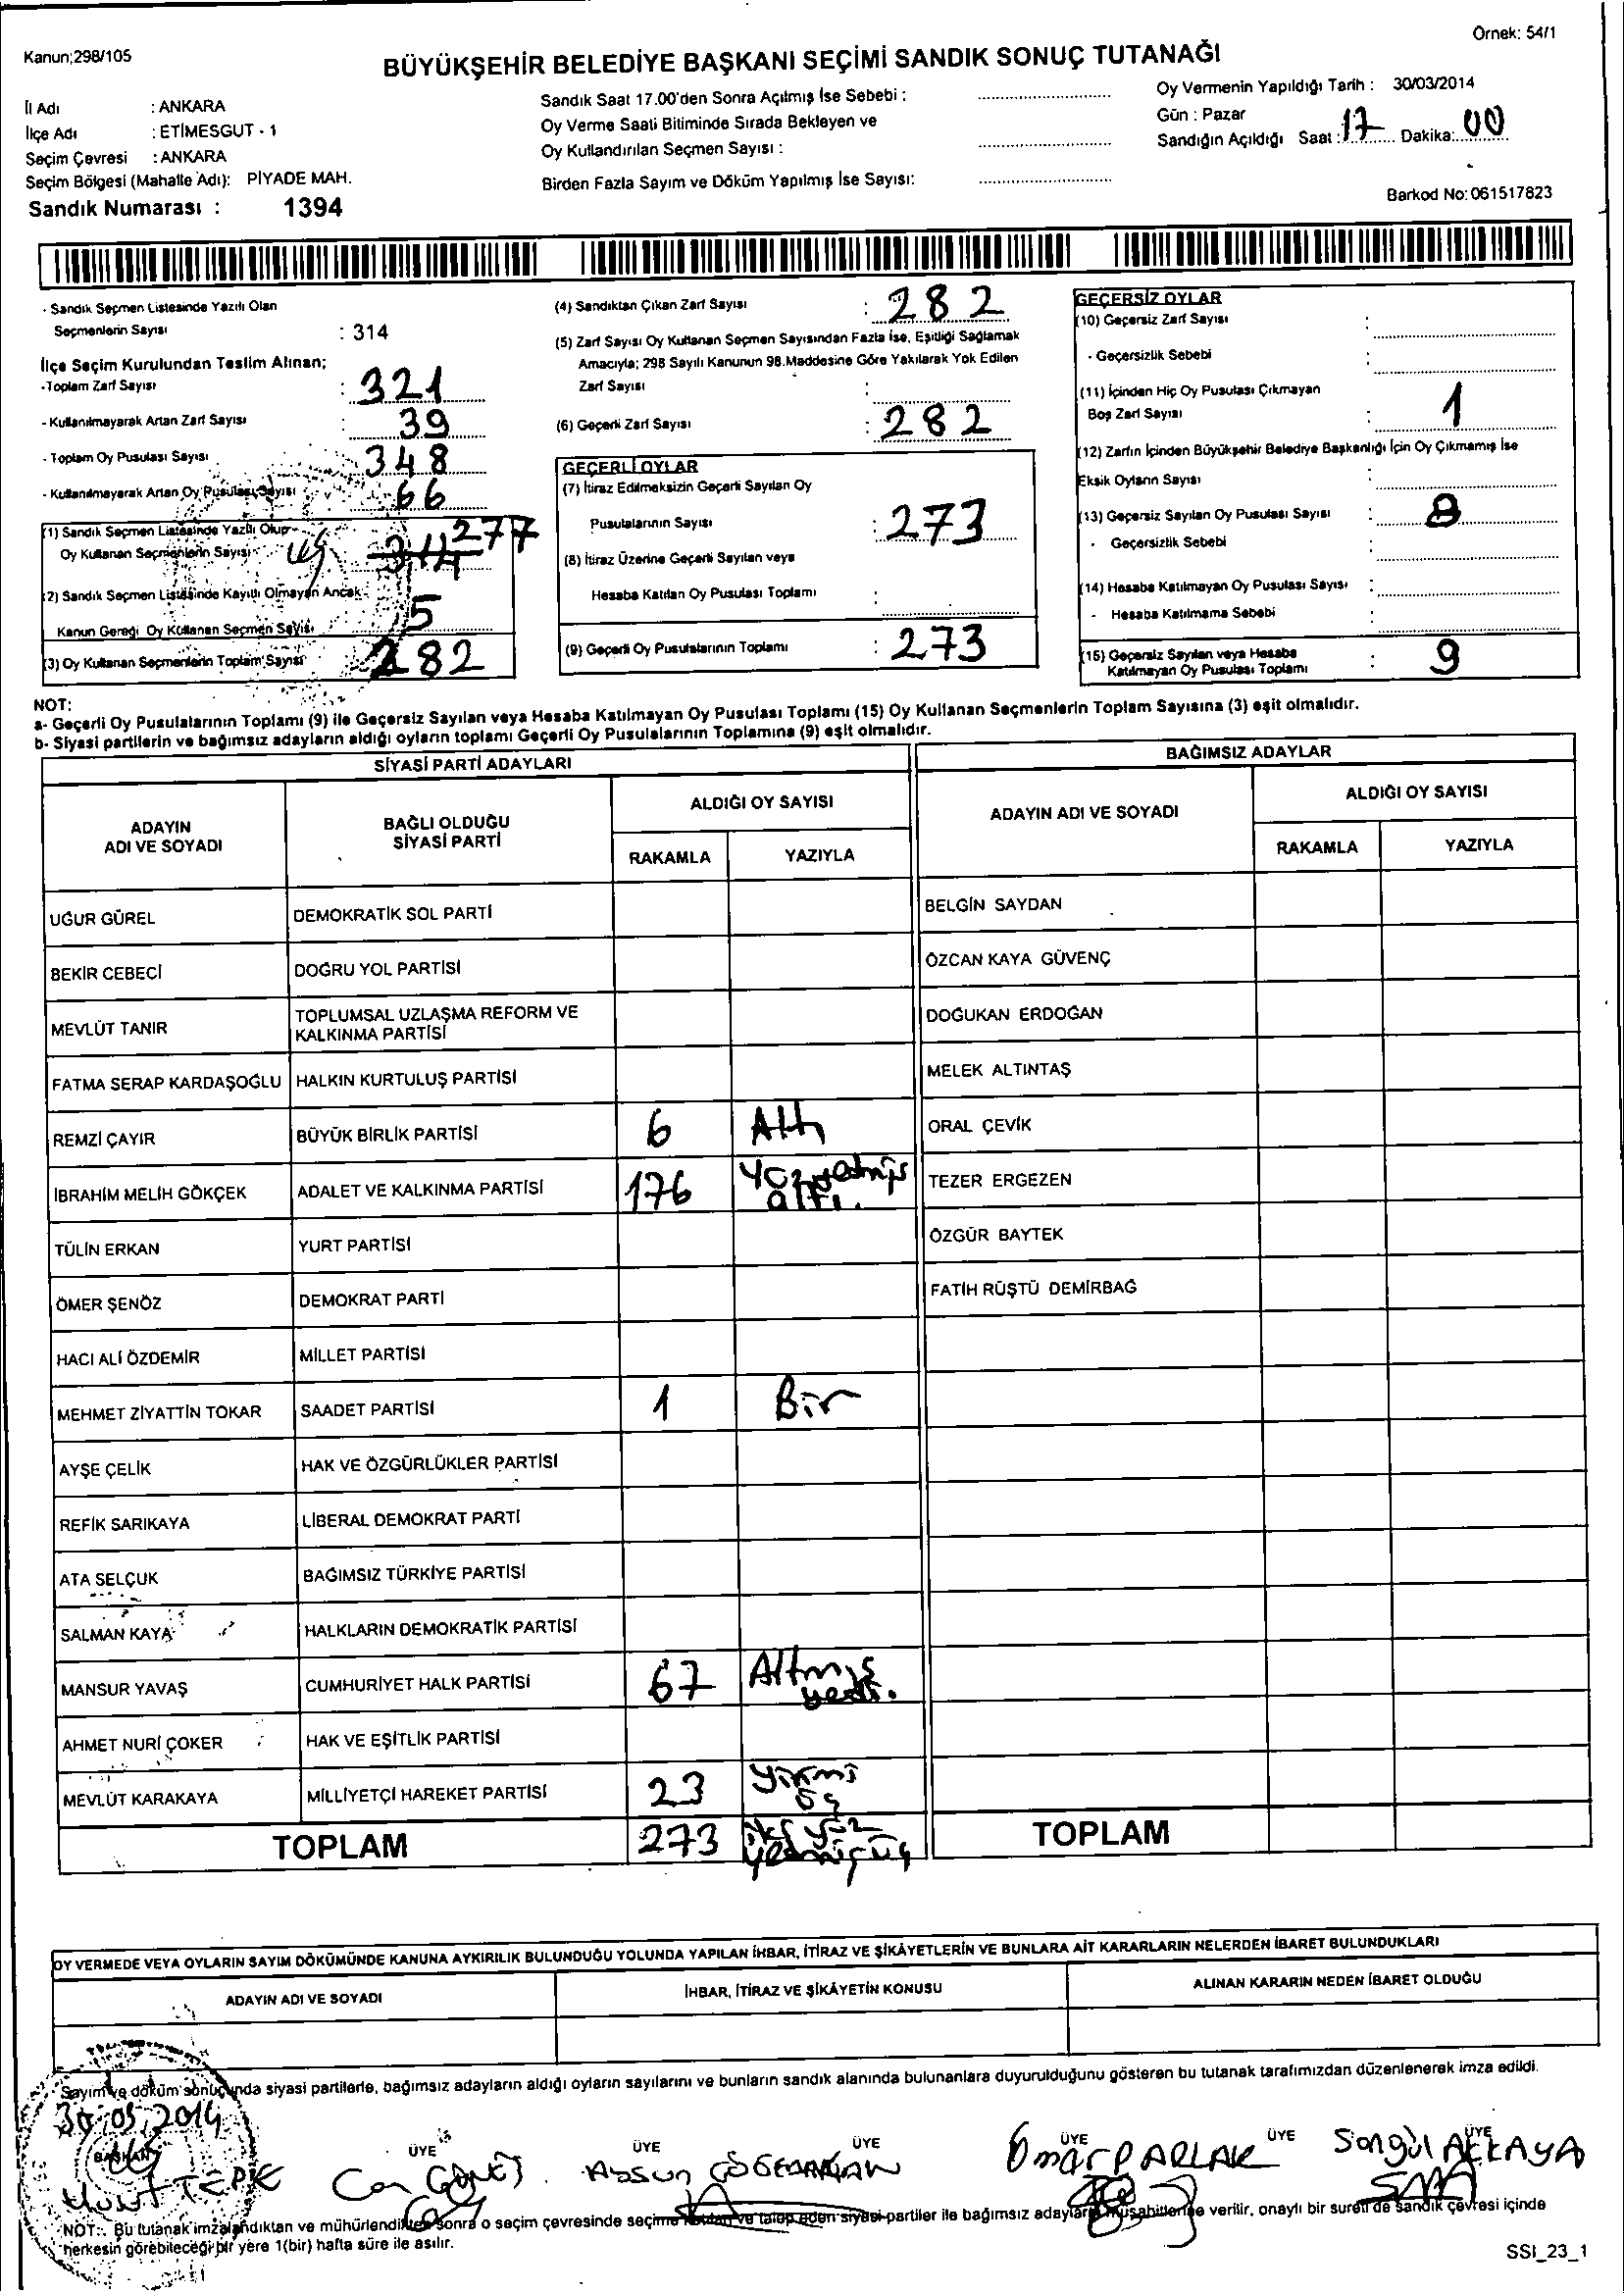 Örnek: 54/1
Kanun;298/105
BÜYÜKŞEHİR BELEDİYE BAŞKANI SEÇİMİ SANDIK SONUÇ TUTANAĞI
İl Adı : ANKARA
İlçe Adı : ETİMESGUT - 1
Seçim Çevresi : ANKARA
Seçim Bölgesi (Mahalle Adı): PİYADE MAH.
Sandık Numarası : 1394
Sandık Saat 17.00'den Sonra Açılmış İse Sebebi :
Oy Verme Saati Bitiminde Sırada Bekleyen ve
Oy Kullandırılan Seçmen Sayısı :
Birden Fazla Sayım ve Döküm Yapılmış İse Sayısı:
Oy Vermenin Yapıldığı Tarih : 30/03/2014
Gün : Pazar
Sandığın Açıldığı Saat : 17 Dakika: 00
Barkod No: 061517823
- Sandık Seçmen Listesinde Yazılı Olan
Seçmenlerin Sayısı : 314
İlçe Seçim Kurulundan Teslim Alınan;
-Toplam Zarf Sayısı : 321
- Kullanılmayarak Artan Zarf Sayısı : 39
- Toplam Oy Pusulası Sayısı : 348
- Kullanılmayarak Artan Oy Pusulası Sayısı : 66
(1) Sandık Seçmen Listesinde Yazılı Olup
Oy Kullanan Seçmenlerin Sayısı 314 277
(2) Sandık Seçmen Listesinde Kayıtlı Olmayan Ancak
Kanun Gereği Oy Kullanan Seçmen Sayısı 5
(3) Oy Kullanan Seçmenlerin Toplam Sayısı 282
(4) Sandıktan Çıkan Zarf Sayısı : 282
(5) Zarf Sayısı Oy Kullanan Seçmen Sayısından Fazla İse, Eşitliği Sağlamak
Amacıyla; 298 Sayılı Kanunun 98.Maddesine Göre Yakılarak Yok Edilen
Zarf Sayısı :
(6) Geçerli Zarf Sayısı : 282
GEÇERLİ OYLAR
(7) İtiraz Edilmeksizin Geçerli Sayılan Oy
Pusulalarının Sayısı : 273
(8) İtiraz Üzerine Geçerli Sayılan veya
Hesaba Katılan Oy Pusulası Toplamı :
(9) Geçerli Oy Pusulalarının Toplamı : 273
GEÇERSİZ OYLAR
(10) Geçersiz Zarf Sayısı :
- Geçersizlik Sebebi :
(11) İçinden Hiç Oy Pusulası Çıkmayan
Boş Zarf Sayısı : 1
(12) Zarfın İçinden Büyükşehir Belediye Başkanlığı İçin Oy Çıkmamış İse
Eksik Oyların Sayısı :
(13) Geçersiz Sayılan Oy Pusulası Sayısı : 8
- Geçersizlik Sebebi :
(14) Hesaba Katılmayan Oy Pusulası Sayısı :
- Hesaba Katılmama Sebebi :
(15) Geçersiz Sayılan veya Hesaba
Katılmayan Oy Pusulası Toplamı : 9
NOT:
a- Geçerli Oy Pusulalarının Toplamı (9) ile Geçersiz Sayılan veya Hesaba Katılmayan Oy Pusulası Toplamı (15) Oy Kullanan Seçmenlerin Toplam Sayısına (3) eşit olmalıdır.
b- Siyasi partilerin ve bağımsız adayların aldığı oyların toplamı Geçerli Oy Pusulalarının Toplamına (9) eşit olmalıdır.
SİYASİ PARTİ ADAYLARI BAĞIMSIZ ADAYLAR
ADAYIN ADI VE SOYADI BAĞLI OLDUĞU SİYASİ PARTİ ALDIĞI OY SAYISI ADAYIN ADI VE SOYADI ALDIĞI OY SAYISI
RAKAMLA YAZIYLA RAKAMLA YAZIYLA
UĞUR GÜREL DEMOKRATİK SOL PARTİ BELGİN SAYDAN
BEKİR CEBECİ DOĞRU YOL PARTİSİ ÖZCAN KAYA GÜVENÇ
MEVLÜT TANIR TOPLUMSAL UZLAŞMA REFORM VE KALKINMA PARTİSİ DOĞUKAN ERDOĞAN
FATMA SERAP KARDAŞOĞLU HALKIN KURTULUŞ PARTİSİ MELEK ALTINTAŞ
REMZİ ÇAYIR BÜYÜK BİRLİK PARTİSİ 6 Altı ORAL ÇEVİK
İBRAHİM MELİH GÖKÇEK ADALET VE KALKINMA PARTİSİ 176 Yüzyetmiş altı. TEZER ERGEZEN
TÜLİN ERKAN YURT PARTİSİ ÖZGÜR BAYTEK
ÖMER ŞENÖZ DEMOKRAT PARTİ FATİH RÜŞTÜ DEMİRBAĞ
HACI ALİ ÖZDEMİR MİLLET PARTİSİ
MEHMET ZİYATTİN TOKAR SAADET PARTİSİ 1 Bir
AYŞE ÇELİK HAK VE ÖZGÜRLÜKLER PARTİSİ
REFİK SARIKAYA LİBERAL DEMOKRAT PARTİ
ATA SELÇUK BAĞIMSIZ TÜRKİYE PARTİSİ
SALMAN KAYA HALKLARIN DEMOKRATİK PARTİSİ
MANSUR YAVAŞ CUMHURİYET HALK PARTİSİ 67 Altmış yedi.
AHMET NURİ ÇOKER HAK VE EŞİTLİK PARTİSİ
MEVLÜT KARAKAYA MİLLİYETÇİ HAREKET PARTİSİ 23 Yirmi üç
TOPLAM 273 iki yüz yetmişüç TOPLAM
OY VERMEDE VEYA OYLARIN SAYIM DÖKÜMÜNDE KANUNA AYKIRILIK BULUNDUĞU YOLUNDA YAPILAN İHBAR, İTİRAZ VE ŞİKÂYETLERİN VE BUNLARA AİT KARARLARIN NELERDEN İBARET BULUNDUKLARI
ADAYIN ADI VE SOYADI İHBAR, İTİRAZ VE ŞİKÂYETİN KONUSU ALINAN KARARIN NEDEN İBARET OLDUĞU
Sayım ve döküm sonucunda siyasi partilerle, bağımsız adayların aldığı oyların sayılarını ve bunların sandık alanında bulunanlara duyurulduğunu gösteren bu tutanak tarafımızdan düzenlenerek imza edildi.
BAŞKAN ÜYE ÜYE ÜYE ÜYE ÜYE ÜYE
TEPE Can Ömer PARLAK Songül AKKAYA
NOT:. Bu tutanak imzalandıktan ve mühürlendikten sonra o seçim çevresinde seçime katılan ve talep eden siyasi partiler ile bağımsız adayların müşahitlerine verilir, onaylı bir sureti de sandık çevresi içinde
herkesin görebileceği bir yere 1(bir) hafta süre ile asılır.
SSI_23_1